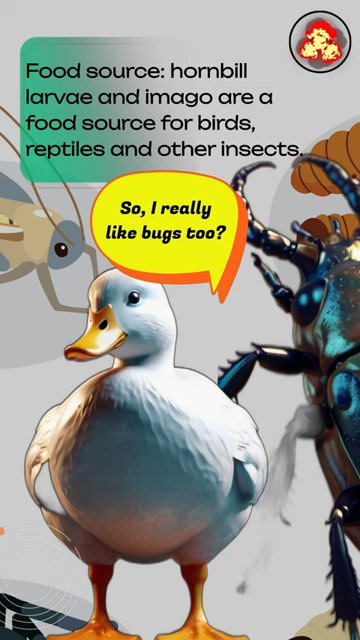 Food source: hornbill
larvae and imago are a
food source for birds,
reptiles and other insects.
So, I really
like bugs too?